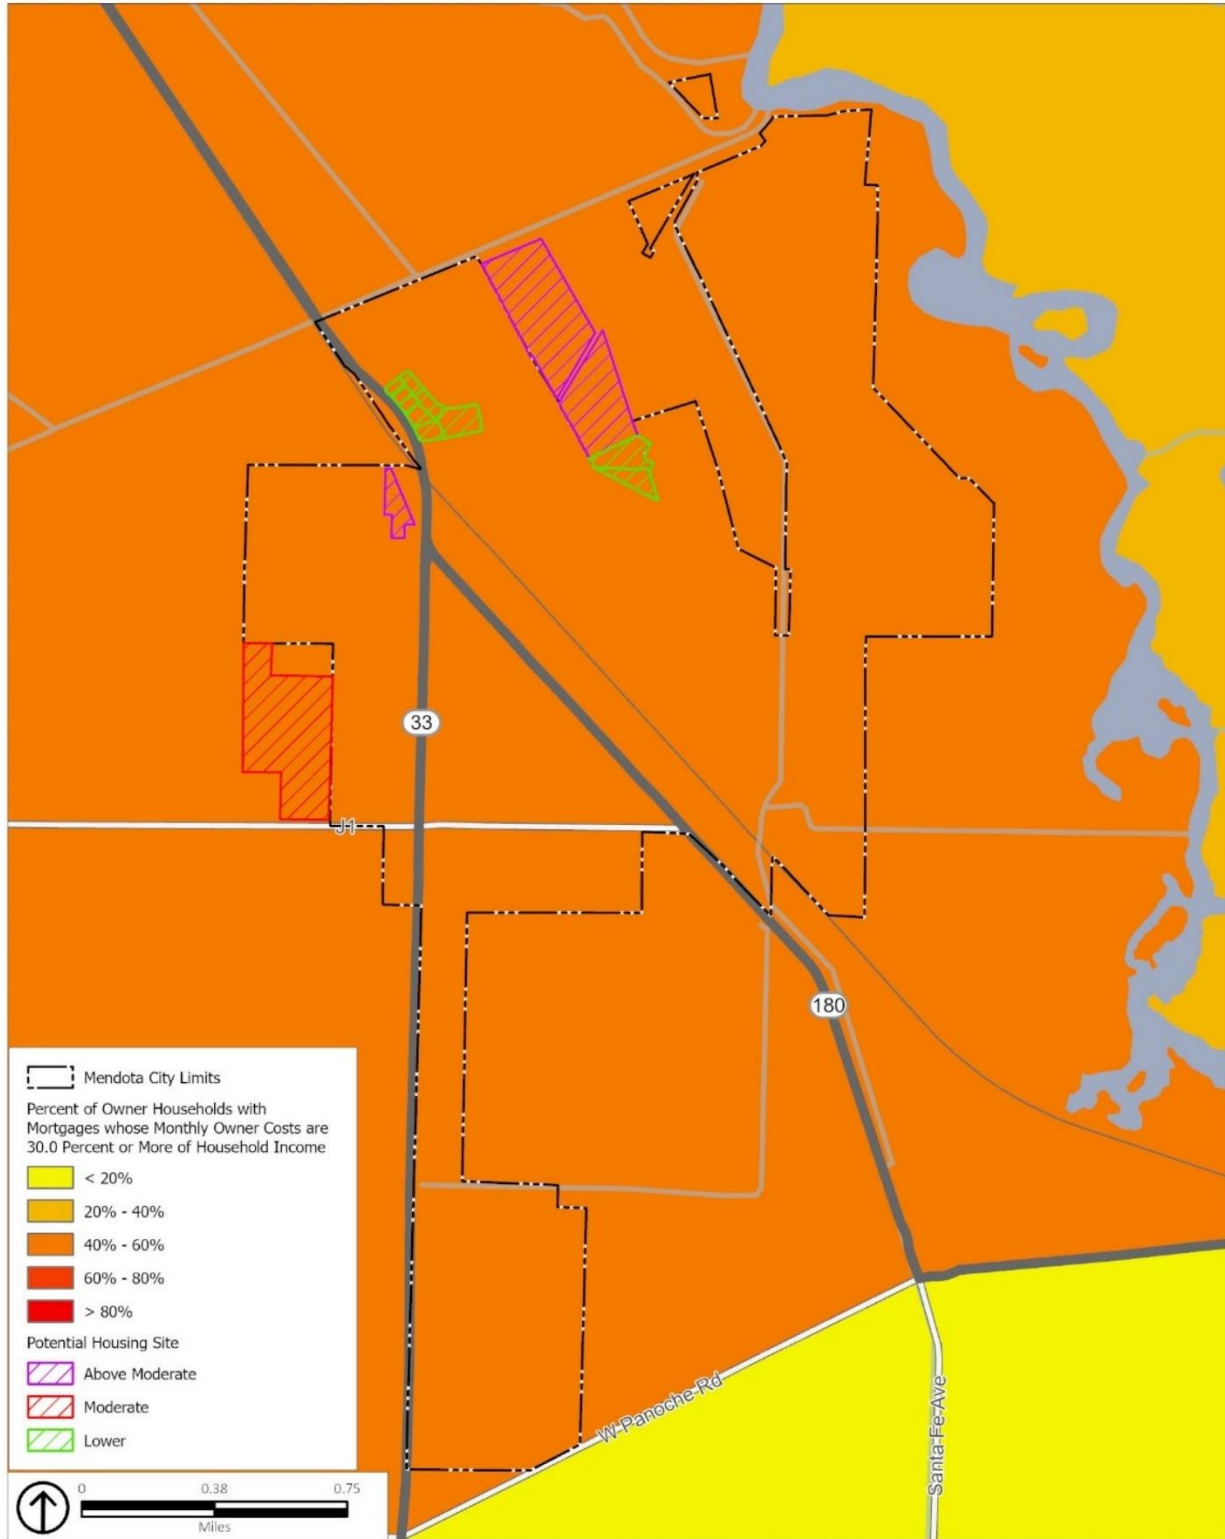 33
J1
180
W-Panoche-Rd
Santa-Fe-Ave
Mendota City Limits
Percent of Owner Households with
Mortgages whose Monthly Owner Costs are
30.0 Percent or More of Household Income
< 20%
20% - 40%
40% - 60%
60% - 80%
> 80%
Potential Housing Site
Above Moderate
Moderate
Lower
0 0.38 0.75
Miles